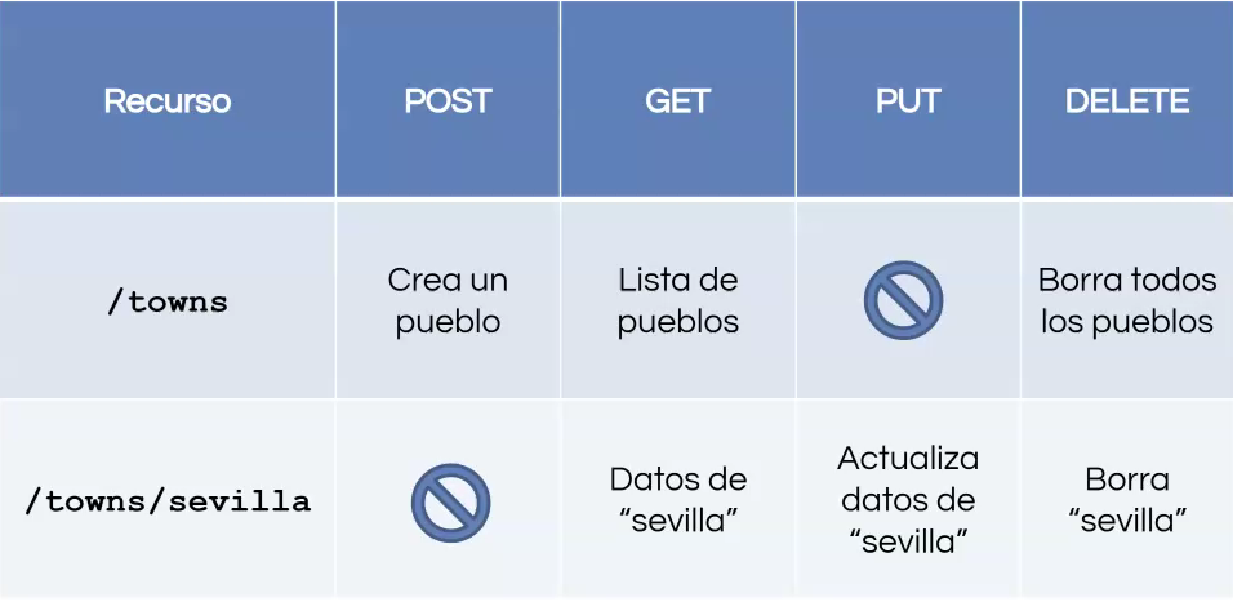 Recurso POST GET PUT DELETE
/towns
Crea un
pueblo
Lista de
pueblos
Borra todos
los pueblos
/towns/sevilla
Datos de
“sevilla”
Actualiza
datos de
“sevilla”
Borra
“sevilla”